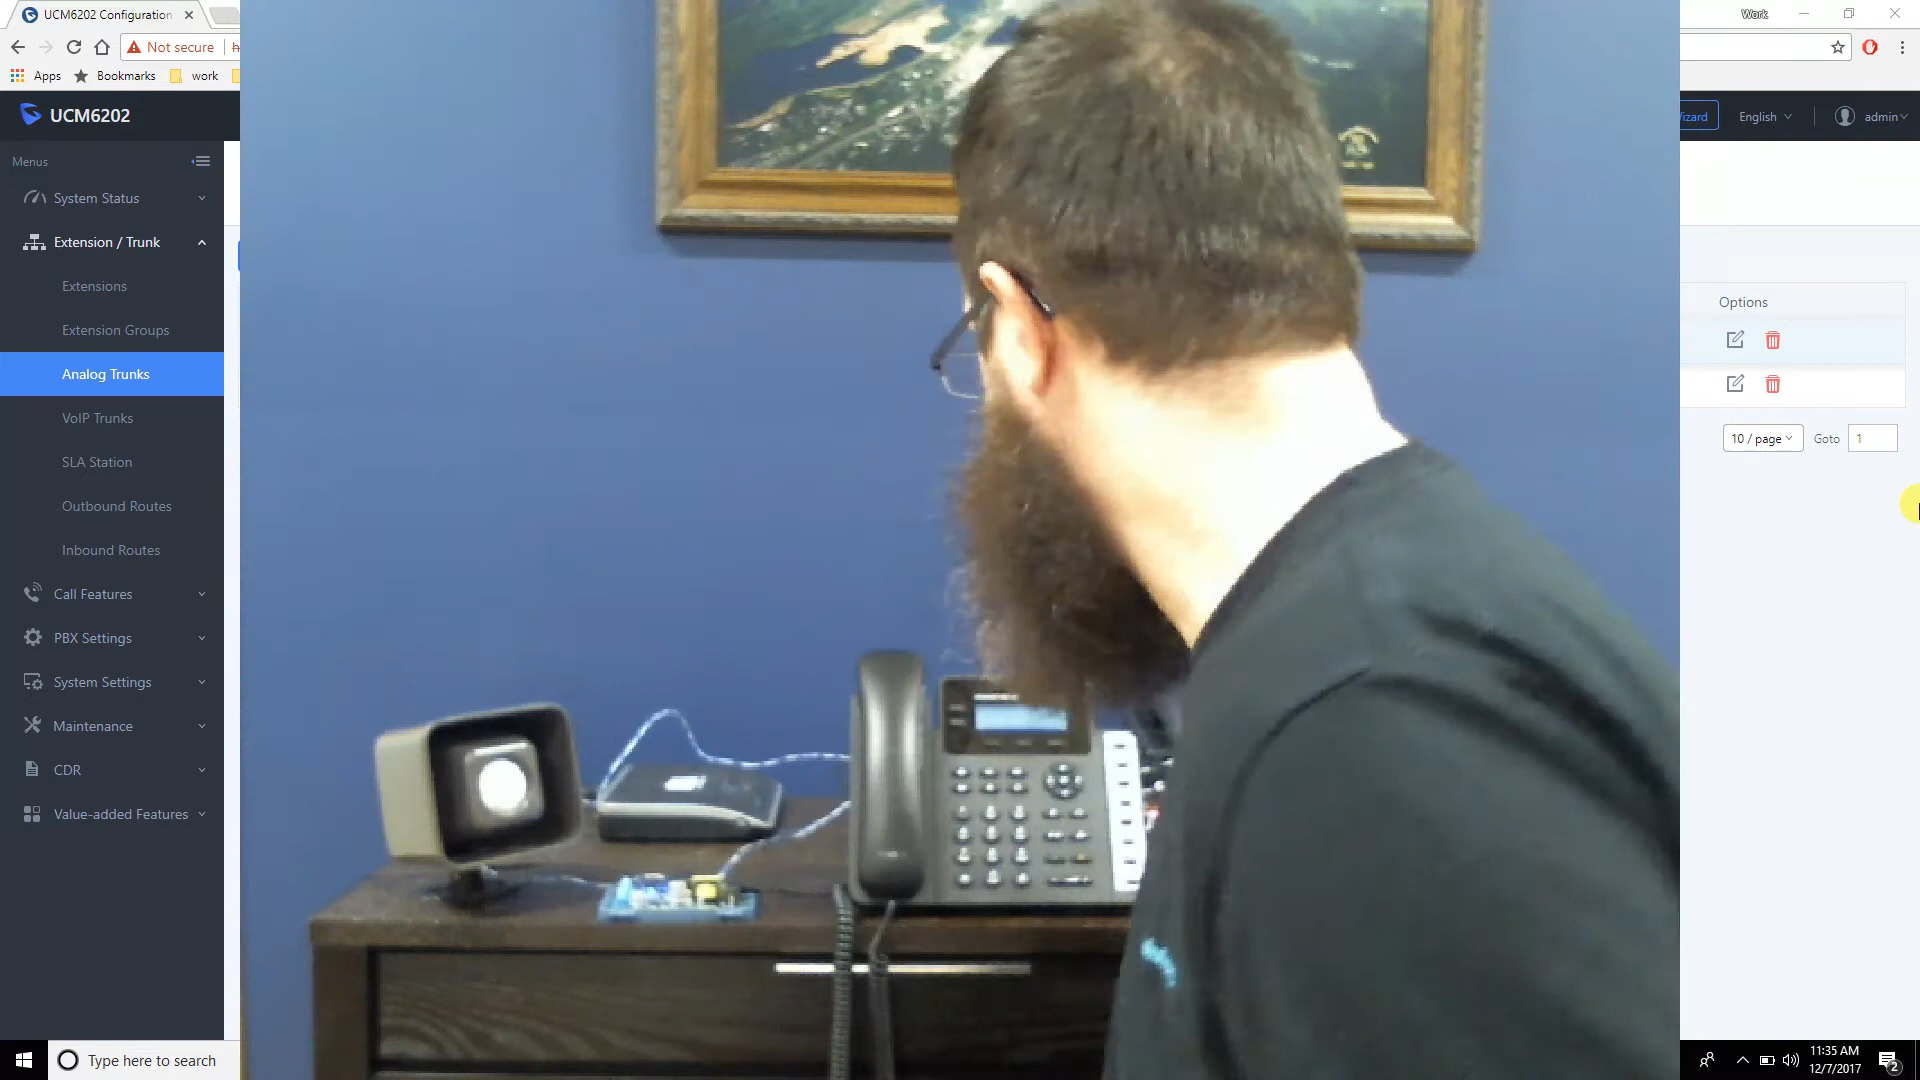 UCM6202 Configuration
Work
Not secure
Apps
Bookmarks
work
UCM6202
izard
English
admin
Menus
System Status
Extension / Trunk
Extensions
Extension Groups
Analog Trunks
VoIP Trunks
SLA Station
Outbound Routes
Inbound Routes
Call Features
PBX Settings
System Settings
Maintenance
CDR
Value-added Features
Options
10 / page
Goto
1
Type here to search
11:35 AM
12/7/2017
2